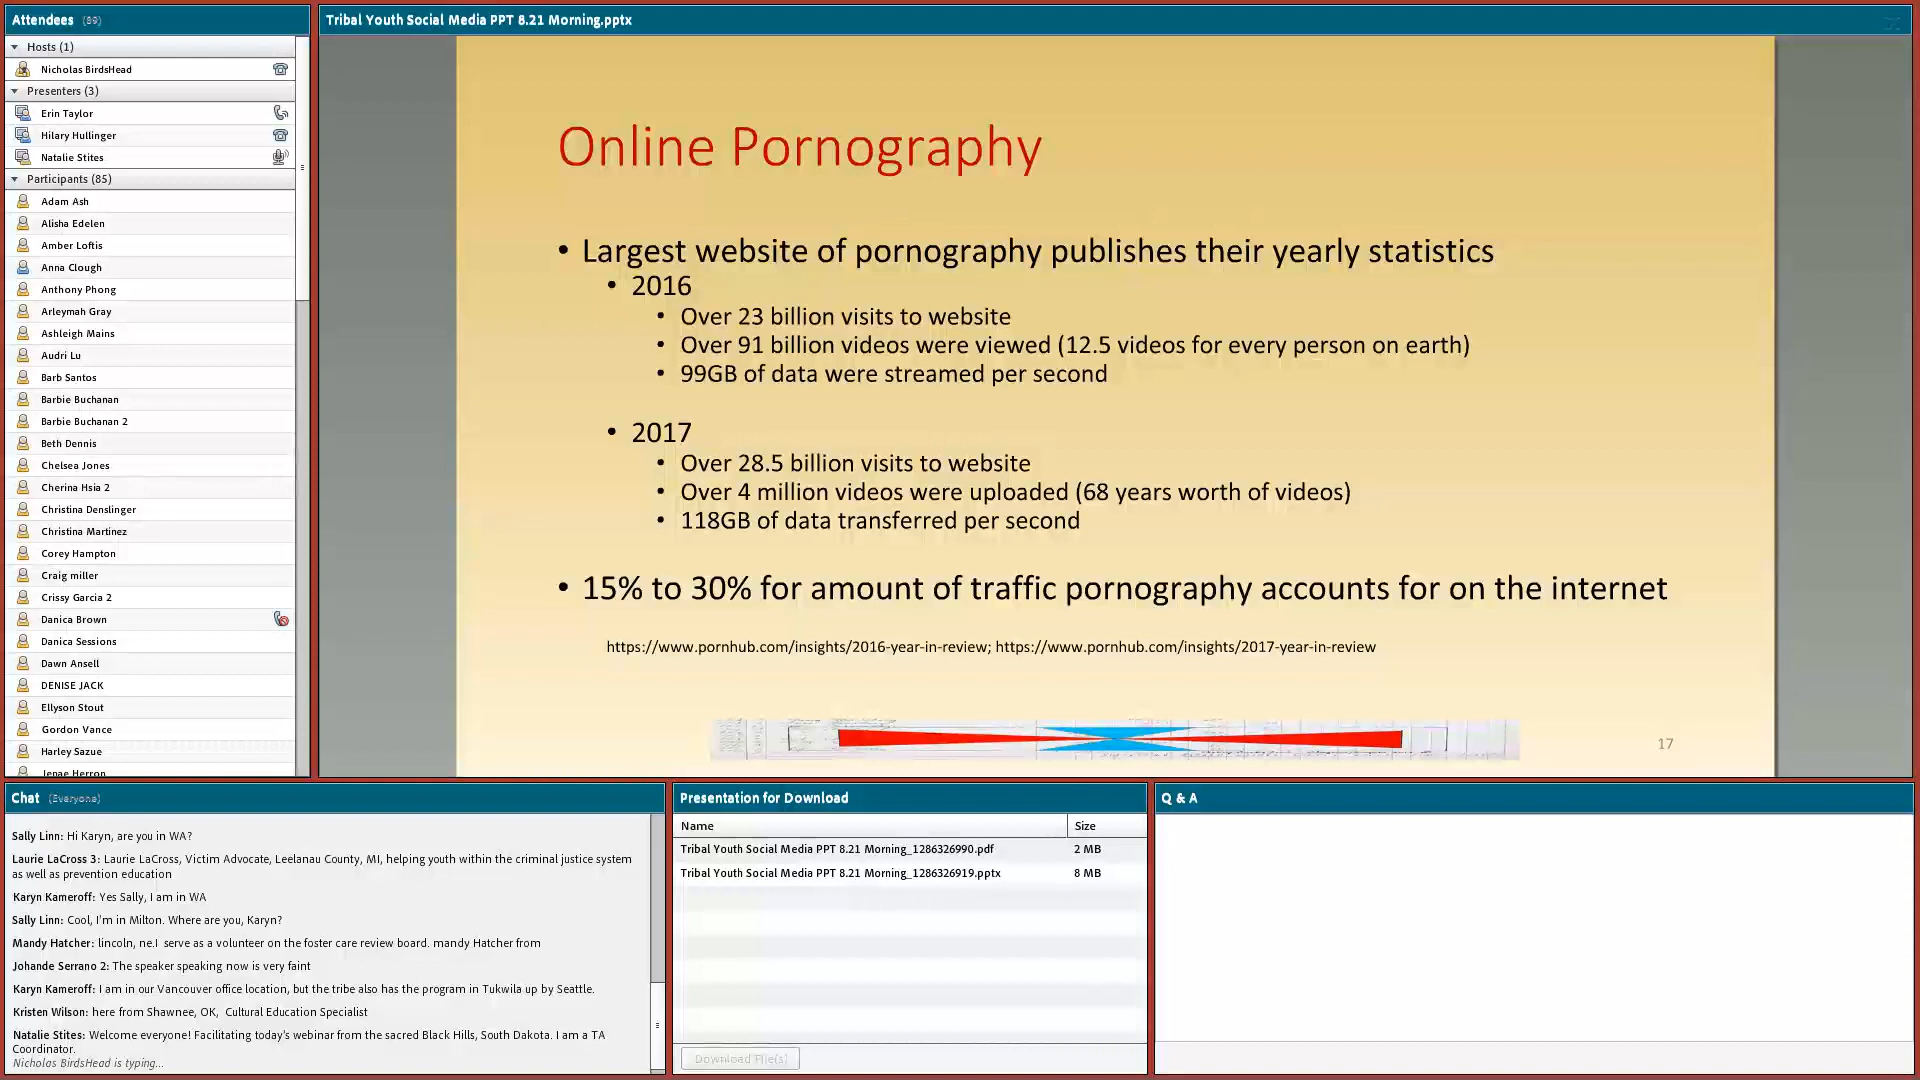 Attendees (89)
Hosts (1)
Nicholas BirdsHead
Presenters (3)
Erin Taylor
Hilary Hullinger
Natalie Stites
Participants (85)
Adam Ash
Alisha Edelen
Amber Loftis
Anna Clough
Anthony Phong
Arleymah Gray
Ashleigh Mains
Audri Lu
Barb Santos
Barbie Buchanan
Barbie Buchanan 2
Beth Dennis
Chelsea Jones
Cherina Hsia 2
Christina Denslinger
Christina Martinez
Corey Hampton
Craig miller
Crissy Garcia 2
Danica Brown
Danica Sessions
Dawn Ansell
DENISE JACK
Ellyson Stout
Gordon Vance
Harley Sazue
Jenae Herron
Tribal Youth Social Media PPT 8.21 Morning.pptx
Online Pornography
• Largest website of pornography publishes their yearly statistics
• 2016
• Over 23 billion visits to website
• Over 91 billion videos were viewed (12.5 videos for every person on earth)
• 99GB of data were streamed per second
• 2017
• Over 28.5 billion visits to website
• Over 4 million videos were uploaded (68 years worth of videos)
• 118GB of data transferred per second
• 15% to 30% for amount of traffic pornography accounts for on the internet
https://www.pornhub.com/insights/2016-year-in-review; https://www.pornhub.com/insights/2017-year-in-review
17
Chat (Everyone)
Sally Linn: Hi Karyn, are you in WA?
Laurie LaCross 3: Laurie LaCross, Victim Advocate, Leelanau County, MI, helping youth within the criminal justice system
as well as prevention education
Karyn Kameroff: Yes Sally, I am in WA
Sally Linn: Cool, I'm in Milton. Where are you, Karyn?
Mandy Hatcher: lincoln, ne.I serve as a volunteer on the foster care review board. mandy Hatcher from
Johande Serrano 2: The speaker speaking now is very faint
Karyn Kameroff: I am in our Vancouver office location, but the tribe also has the program in Tukwila up by Seattle.
Kristen Wilson: here from Shawnee, OK, Cultural Education Specialist
Natalie Stites: Welcome everyone! Facilitating today's webinar from the sacred Black Hills, South Dakota. I am a TA
Coordinator.
Nicholas BirdsHead is typing...
Presentation for Download
Name Size
Tribal Youth Social Media PPT 8.21 Morning_1286326990.pdf 2 MB
Tribal Youth Social Media PPT 8.21 Morning_1286326919.pptx 8 MB
Download File(s)
Q & A